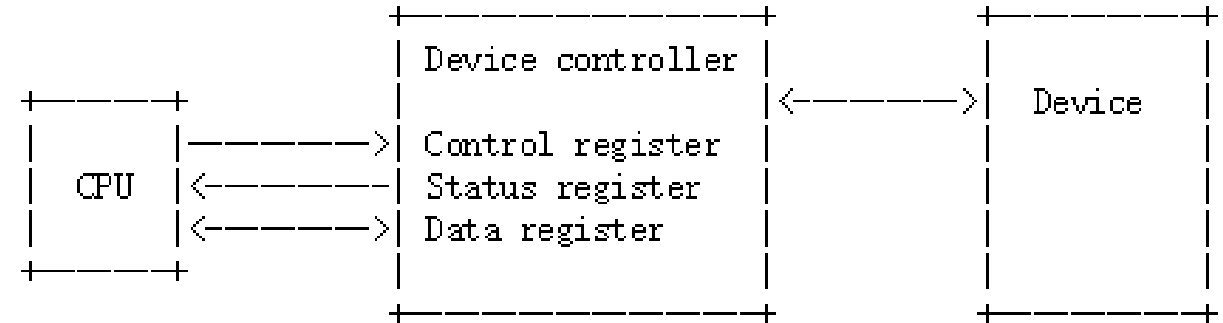 Device controller
Device
Control register
CPU
Status register
Data register